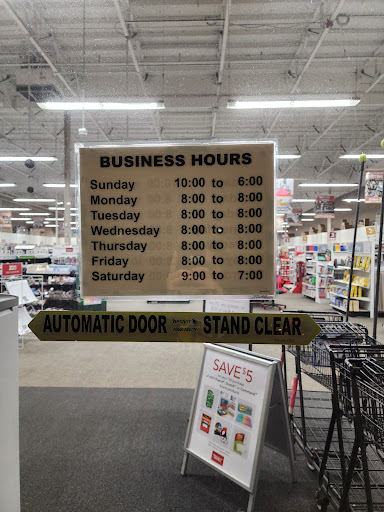 BUSINESS HOURS
Sunday 10:00 to 6:00
Monday 8:00 to 8:00
Tuesday 8:00 to 8:00
Wednesday 8:00 to 8:00
Thursday 8:00 to 8:00
Friday 8:00 to 8:00
Saturday 9:00 to 7:00
AUTOMATIC DOOR STAND CLEAR
SAVE $5